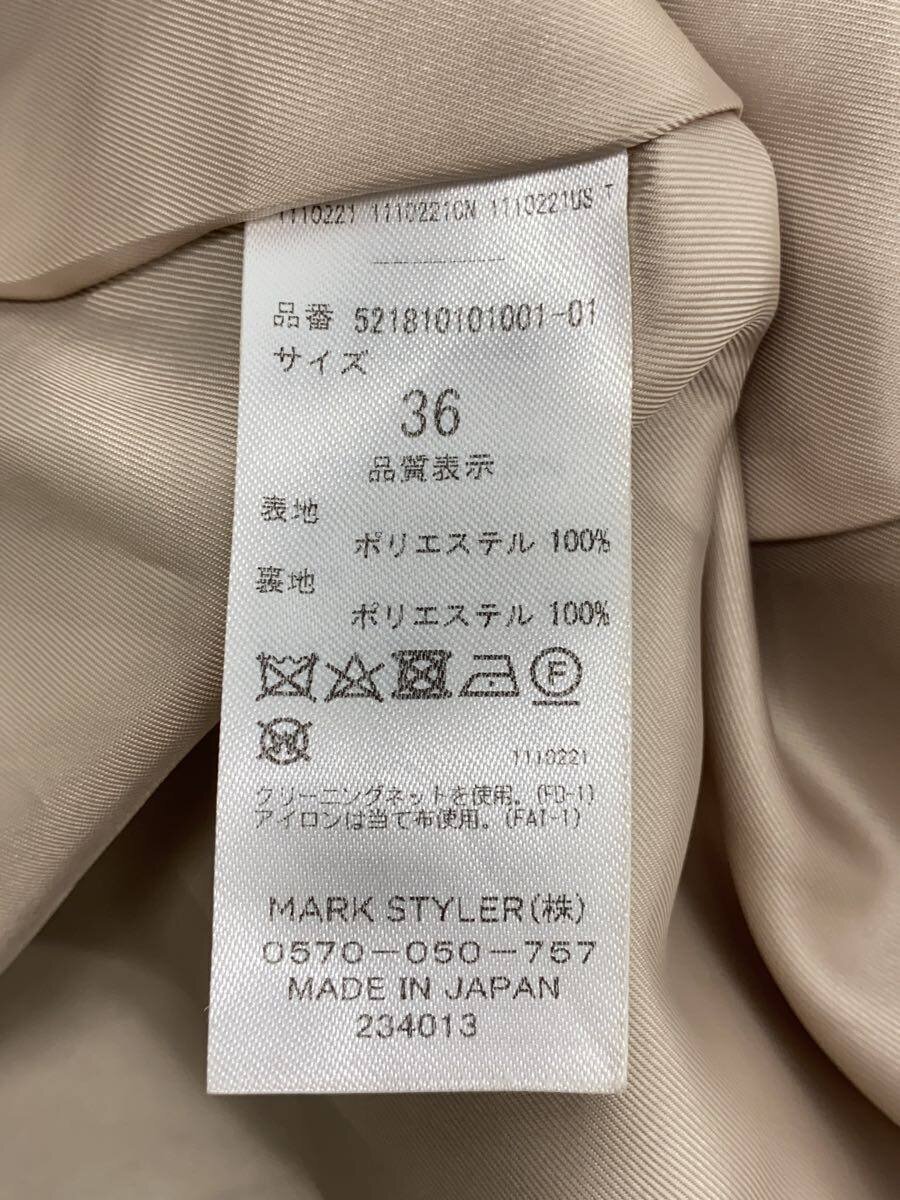 1110221 1110221CN 1110221US T
品番 521810101001-01
サイズ
36
品質表示
表地
ポリエステル 100%
裏地
ポリエステル 100%
F
W
1110221
クリーニングネットを使用。(FD-1)
アイロンは当て布使用。(FAI-1)
MARK STYLER(株)
0570-050-757
MADE IN JAPAN
234013